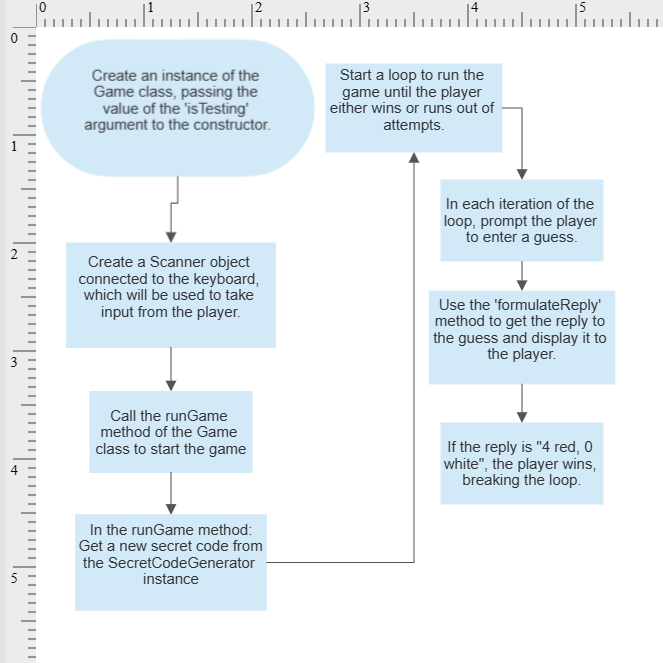 0 1 2 3 4 5
0
1
2
3
4
5
Create an instance of the
Game class, passing the
value of the 'isTesting'
argument to the constructor.
Create a Scanner object
connected to the keyboard,
which will be used to take
input from the player.
Call the runGame
method of the Game
class to start the game
In the runGame method:
Get a new secret code from
the SecretCodeGenerator
instance
Start a loop to run the
game until the player
either wins or runs out of
attempts.
In each iteration of the
loop, prompt the player
to enter a guess.
Use the 'formulateReply'
method to get the reply to
the guess and display it to
the player.
If the reply is "4 red, 0
white", the player wins,
breaking the loop.